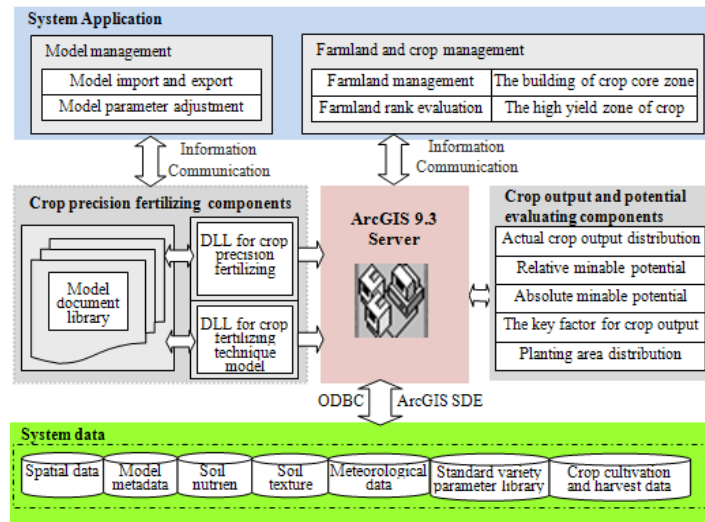 System Application
Model management
Model import and export
Model parameter adjustment
Farmland and crop management
Farmland management
The building of crop core zone
Farmland rank evaluation
The high yield zone of crop
Information
Communication
Information
Communication
Crop precision fertilizing components
Model
document
library
DLL for crop
precision
fertilizing
DLL for crop
fertilizing
technique
model
ArcGIS 9.3
Server
Crop output and potential
evaluating components
Actual crop output distribution
Relative minable potential
Absolute minable potential
The key factor for crop output
Planting area distribution
ODBC
ArcGIS SDE
System data
Spatial data
Model
metadata
Soil
nutrien
Soil
texture
Meteorological
data
Standard variety
parameter library
Crop cultivation
and harvest data